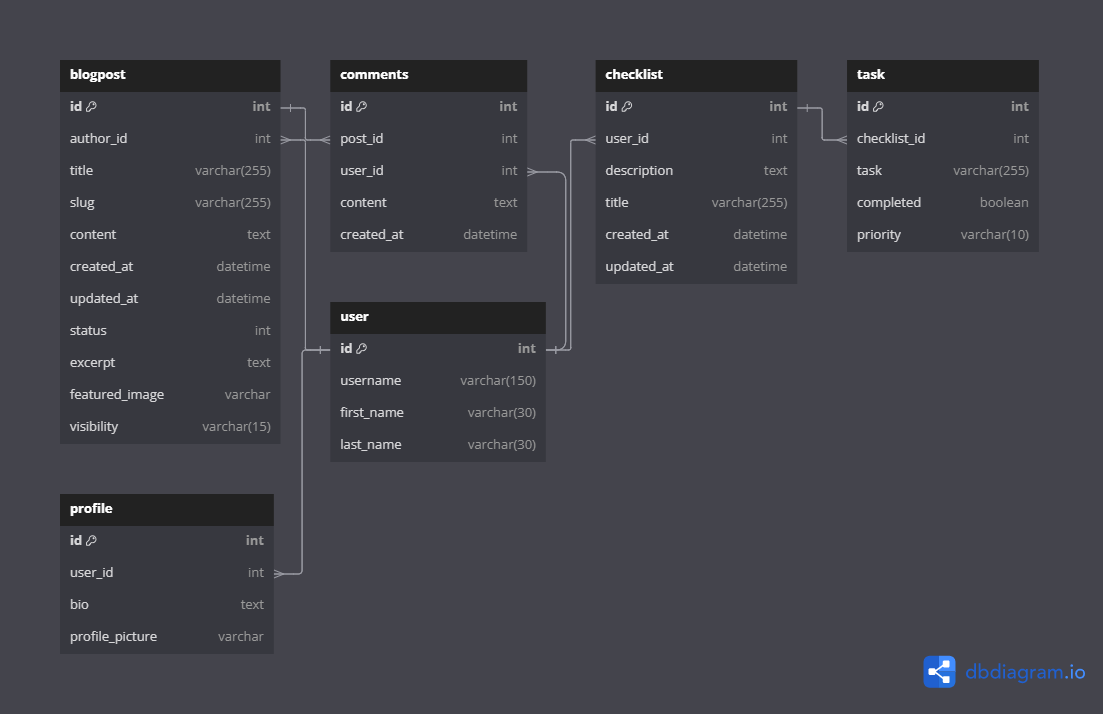 blogpost
id int
author_id int
title varchar(255)
slug varchar(255)
content text
created_at datetime
updated_at datetime
status int
excerpt text
featured_image varchar
visibility varchar(15)
comments
id int
post_id int
user_id int
content text
created_at datetime
checklist
id int
user_id int
description text
title varchar(255)
created_at datetime
updated_at datetime
task
id int
checklist_id int
task varchar(255)
completed boolean
priority varchar(10)
user
id int
username varchar(150)
first_name varchar(30)
last_name varchar(30)
profile
id int
user_id int
bio text
profile_picture varchar
dbdiagram.io